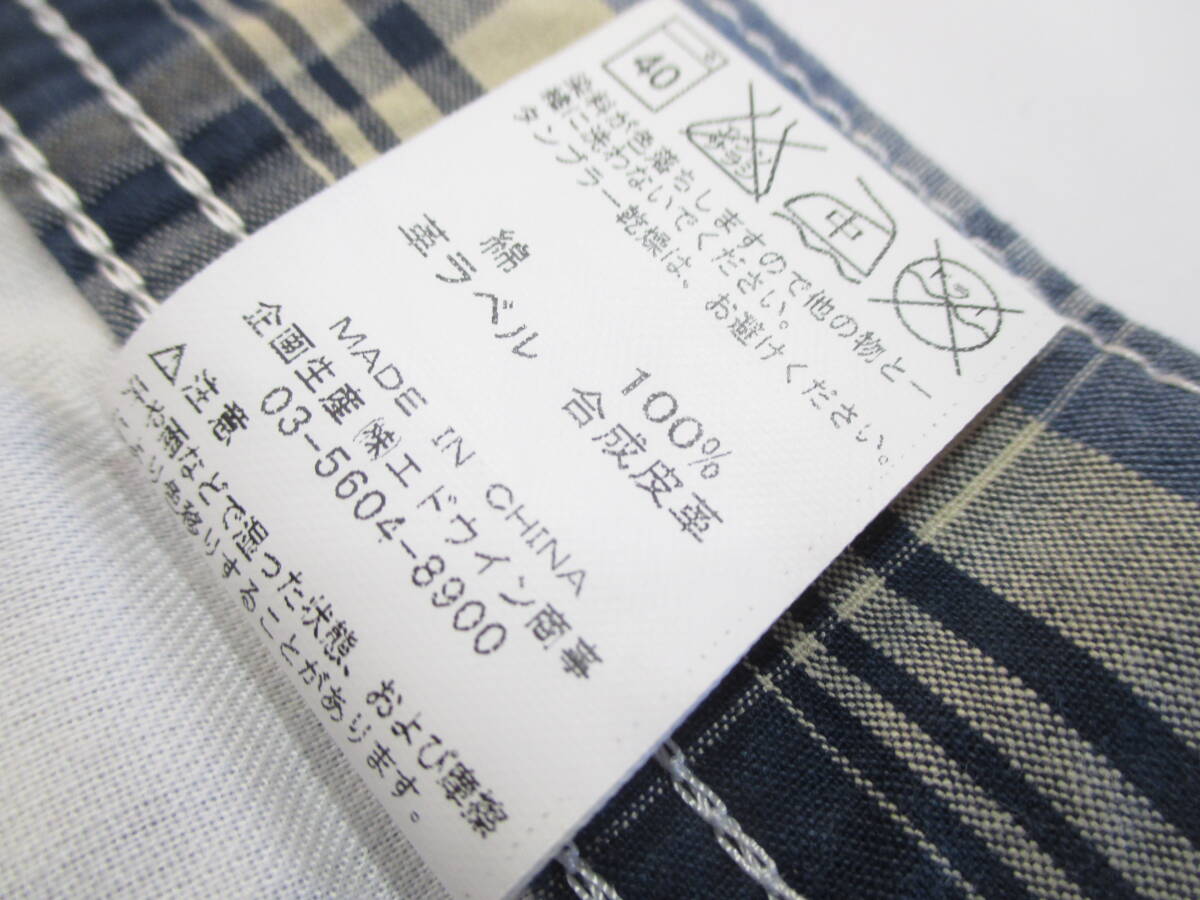 40
中
染料が色落ちしますので他の物と一
緒に洗わないでください。
タンブラー乾燥は、お避けください。
綿 100%
革ラベル 合成皮革
MADE IN CHINA
企画生産㈱エドウイン商事
03-5604-8900
注意
汗や雨などで湿った状態、および摩擦
により色移りすることがあります。